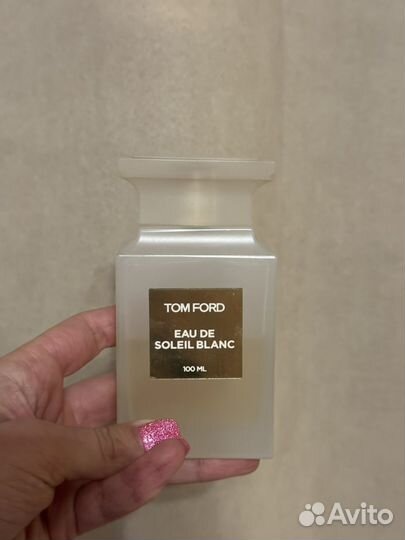 TOM FORD
EAU DE
SOLEIL BLANC
100 ML
Avito